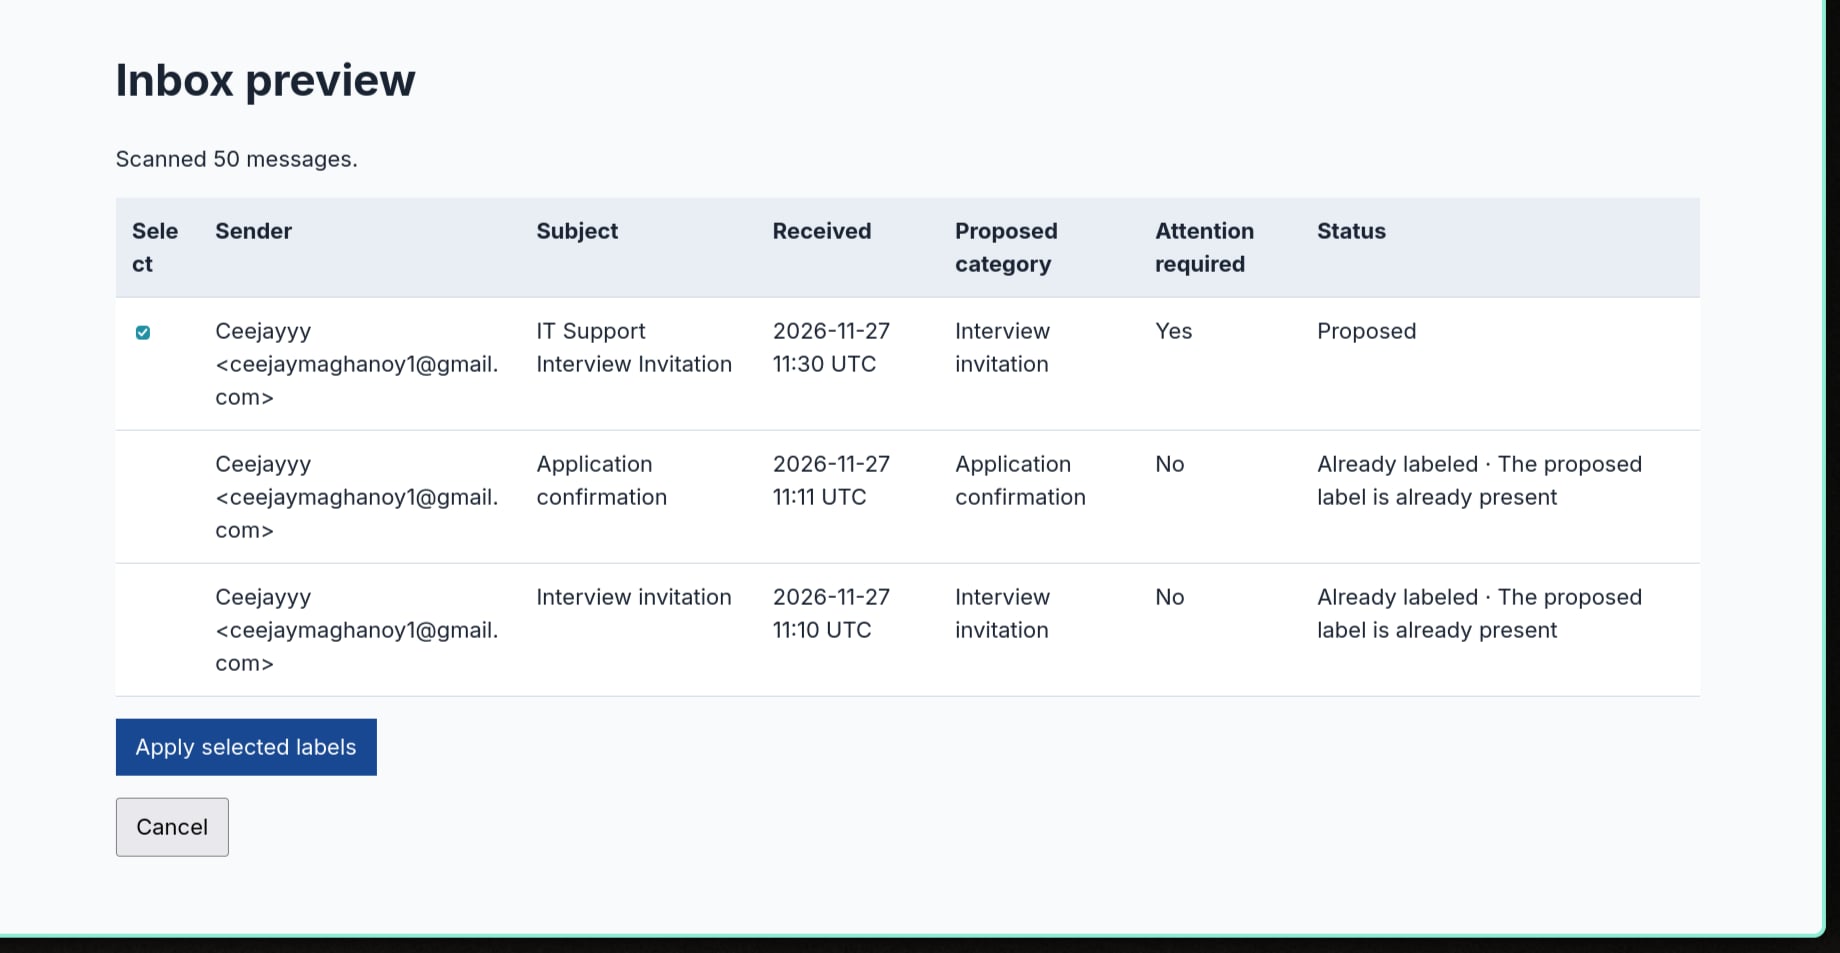 Inbox preview
Scanned 50 messages.
Sele
ct
Sender
Subject
Received
Proposed
category
Attention
required
Status
Ceejayyy
<ceejaymaghanoy1@gmail.
com>
IT Support
Interview Invitation
2026-11-27
11:30 UTC
Interview
invitation
Yes
Proposed
Ceejayyy
<ceejaymaghanoy1@gmail.
com>
Application
confirmation
2026-11-27
11:11 UTC
Application
confirmation
No
Already labeled · The proposed
label is already present
Ceejayyy
<ceejaymaghanoy1@gmail.
com>
Interview invitation
2026-11-27
11:10 UTC
Interview
invitation
No
Already labeled · The proposed
label is already present
Apply selected labels
Cancel